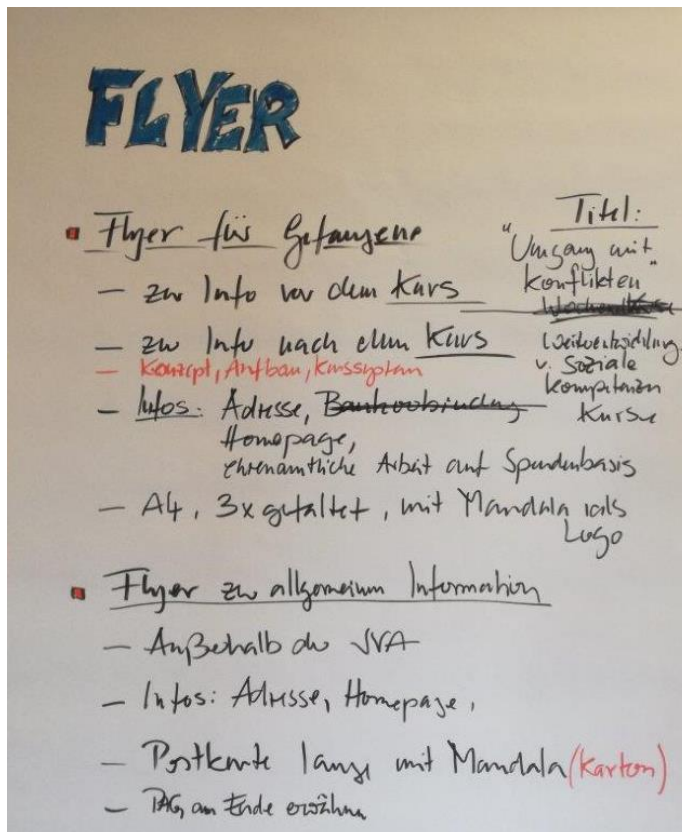 FLYER
Flyer für Gefangene
– zur Info vor dem Kurs
– zur Info nach dem Kurs
– Konzept, Aufbau, Kurssystem
– Infos: Adresse, Bankverbindung
Homepage,
ehrenamtliche Arbeit auf Spendenbasis
– A4, 3x gefaltet, mit Mandala als
Logo
Titel:
"Umgang mit
Konflikten"
Weiterentwicklung
v. Soziale
Kompetenzen
Kurse
Flyer zur allgemeinen Information
– Außerhalb der JVA
– Infos: Adresse, Homepage,
– Postkarte lang mit Mandala (Karton)
– am Ende erwähnen